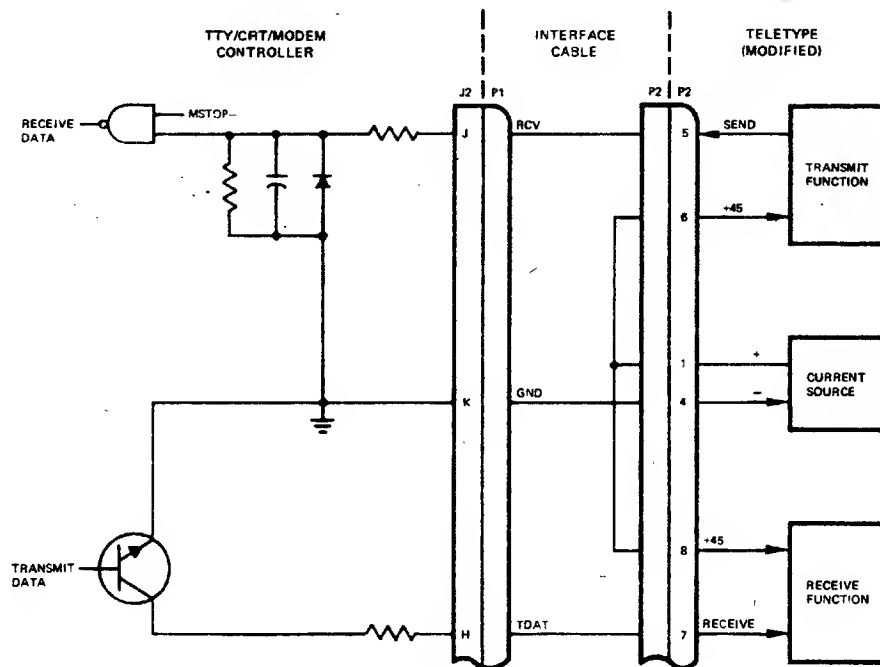 TTY/CRT/MODEM
CONTROLLER
INTERFACE
CABLE
TELETYPE
(MODIFIED)
J2 P1
P2 P2
RECEIVE
DATA
MSTOP–
J
RCV
5
SEND
TRANSMIT
FUNCTION
6
+45
1
+
CURRENT
SOURCE
K
GND
4
–
8
+45
RECEIVE
FUNCTION
TRANSMIT
DATA
H
TDAT
7
RECEIVE